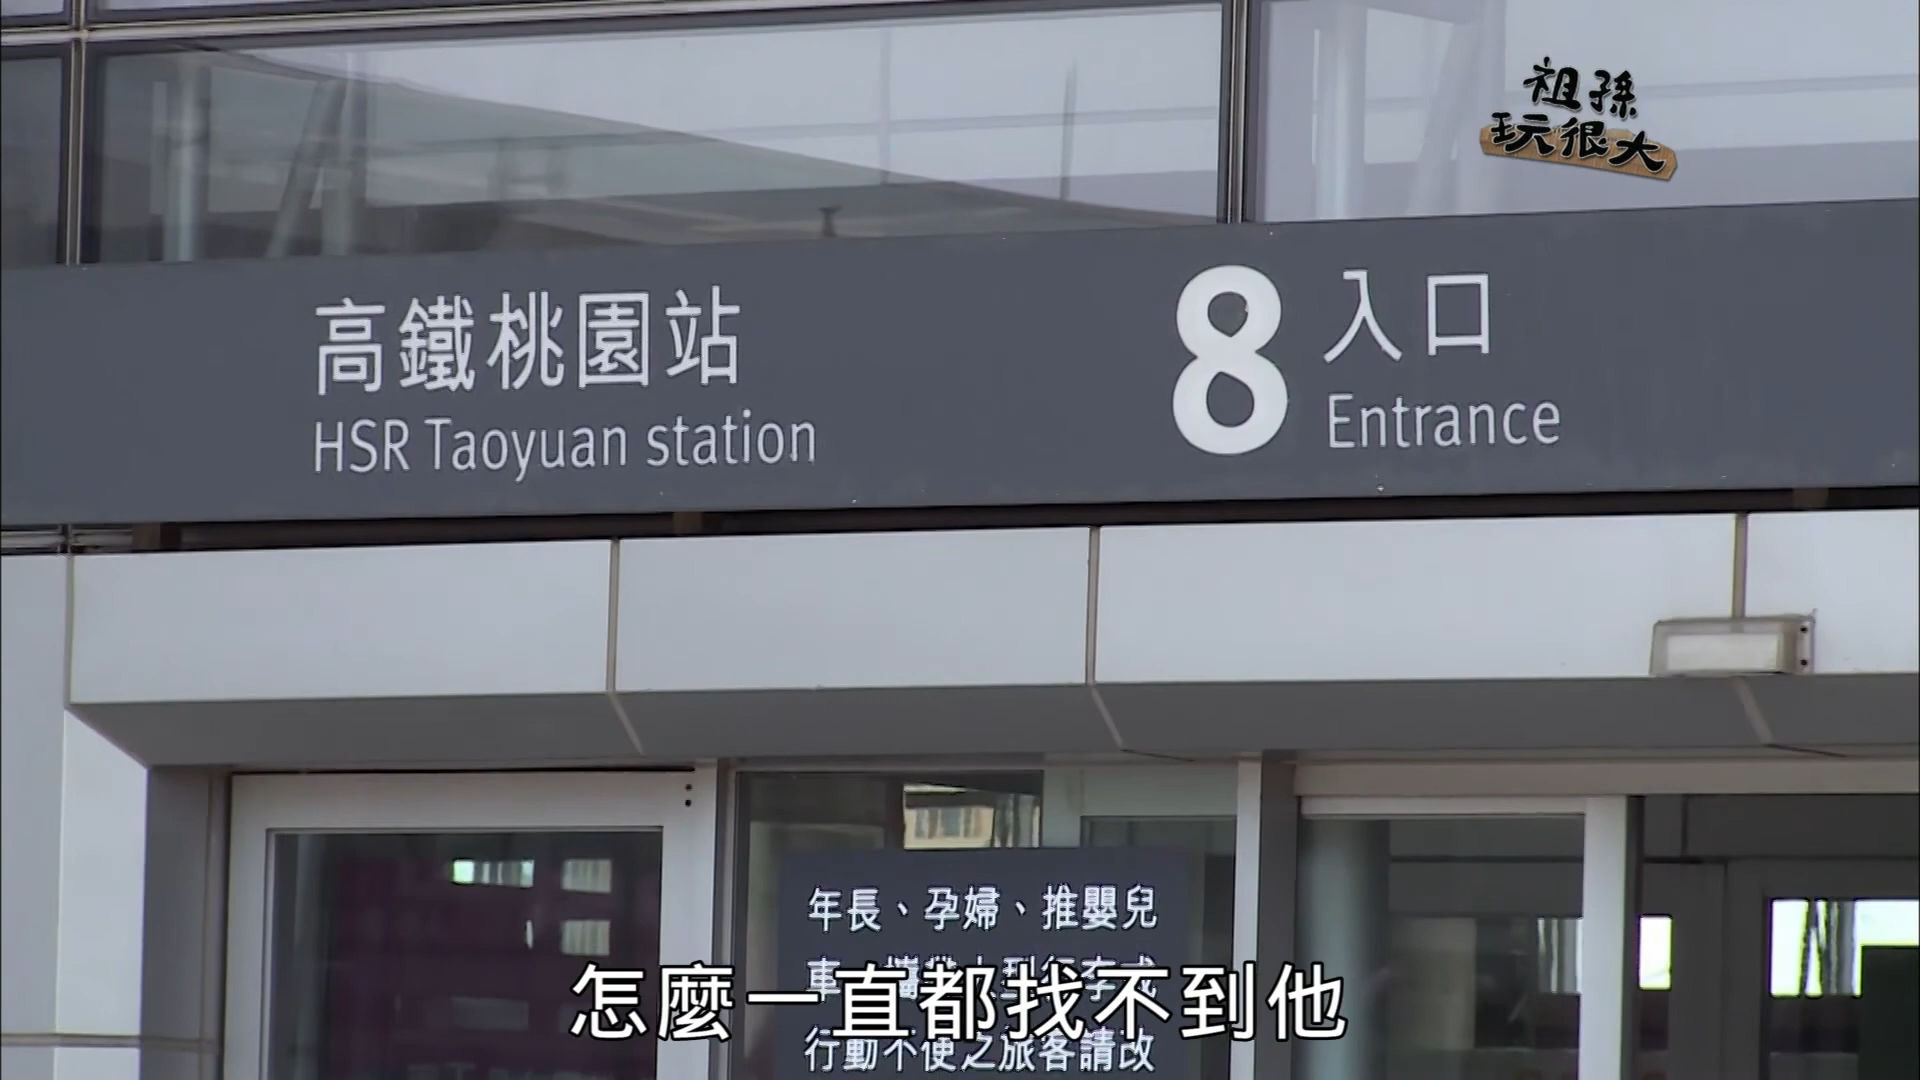 祖孫
玩很大
高鐵桃園站
HSR Taoyuan station
8
入口
Entrance
年長、孕婦、推嬰兒
車
行動不便之旅客請改
怎麼一直都找不到他